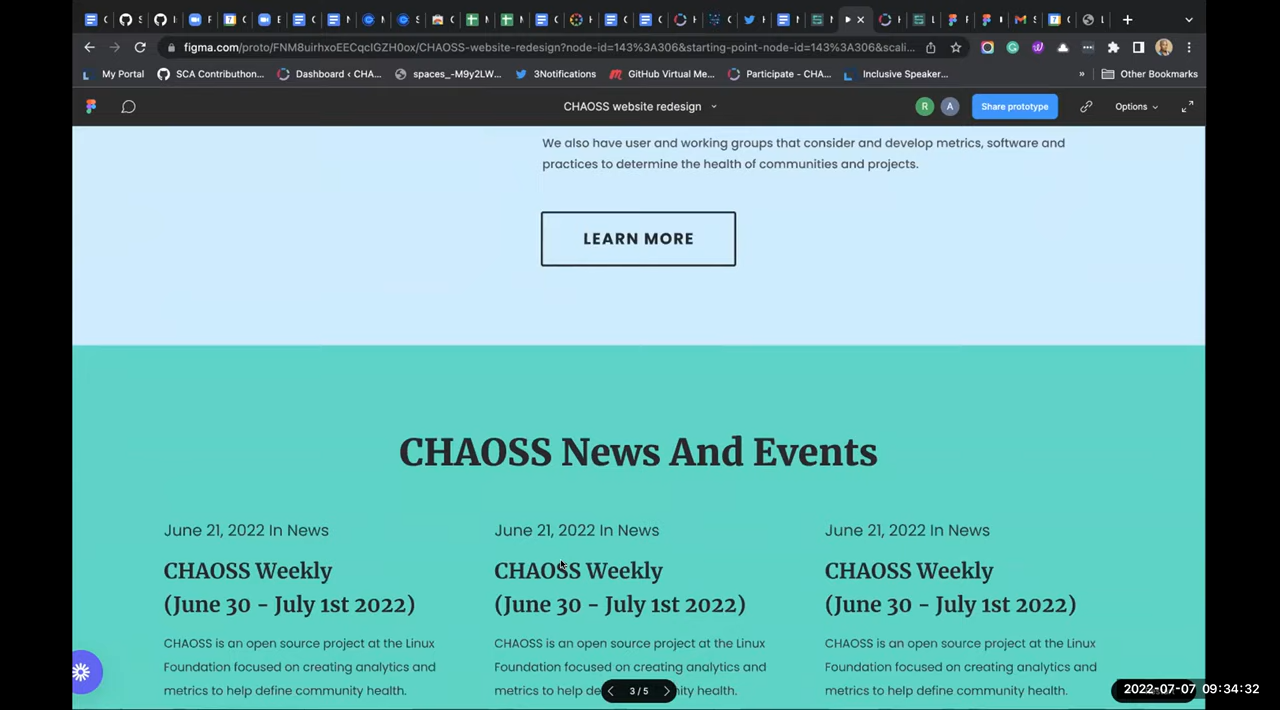 figma.com/proto/FNM8uirhxoEECqcIGZH0ox/CHAOSS-website-redesign?node-id=143%3A306&starting-point-node-id=143%3A306&scali...
My Portal
SCA Contributhon...
Dashboard ‹ CHA...
spaces_-M9y2LW...
3Notifications
GitHub Virtual Me...
Participate - CHA...
Inclusive Speaker...
»
Other Bookmarks
CHAOSS website redesign
R
A
Share prototype
Options
We also have user and working groups that consider and develop metrics, software and
practices to determine the health of communities and projects.
LEARN MORE
CHAOSS News And Events
June 21, 2022 In News
CHAOSS Weekly
(June 30 - July 1st 2022)
CHAOSS is an open source project at the Linux
Foundation focused on creating analytics and
metrics to help define community health.
June 21, 2022 In News
CHAOSS Weekly
(June 30 - July 1st 2022)
CHAOSS is an open source project at the Linux
Foundation focused on creating analytics and
metrics to help de
ity health.
June 21, 2022 In News
CHAOSS Weekly
(June 30 - July 1st 2022)
CHAOSS is an open source project at the Linux
Foundation focused on creating analytics and
metrics to help define community health.
3 / 5
2022-07-07 09:34:32